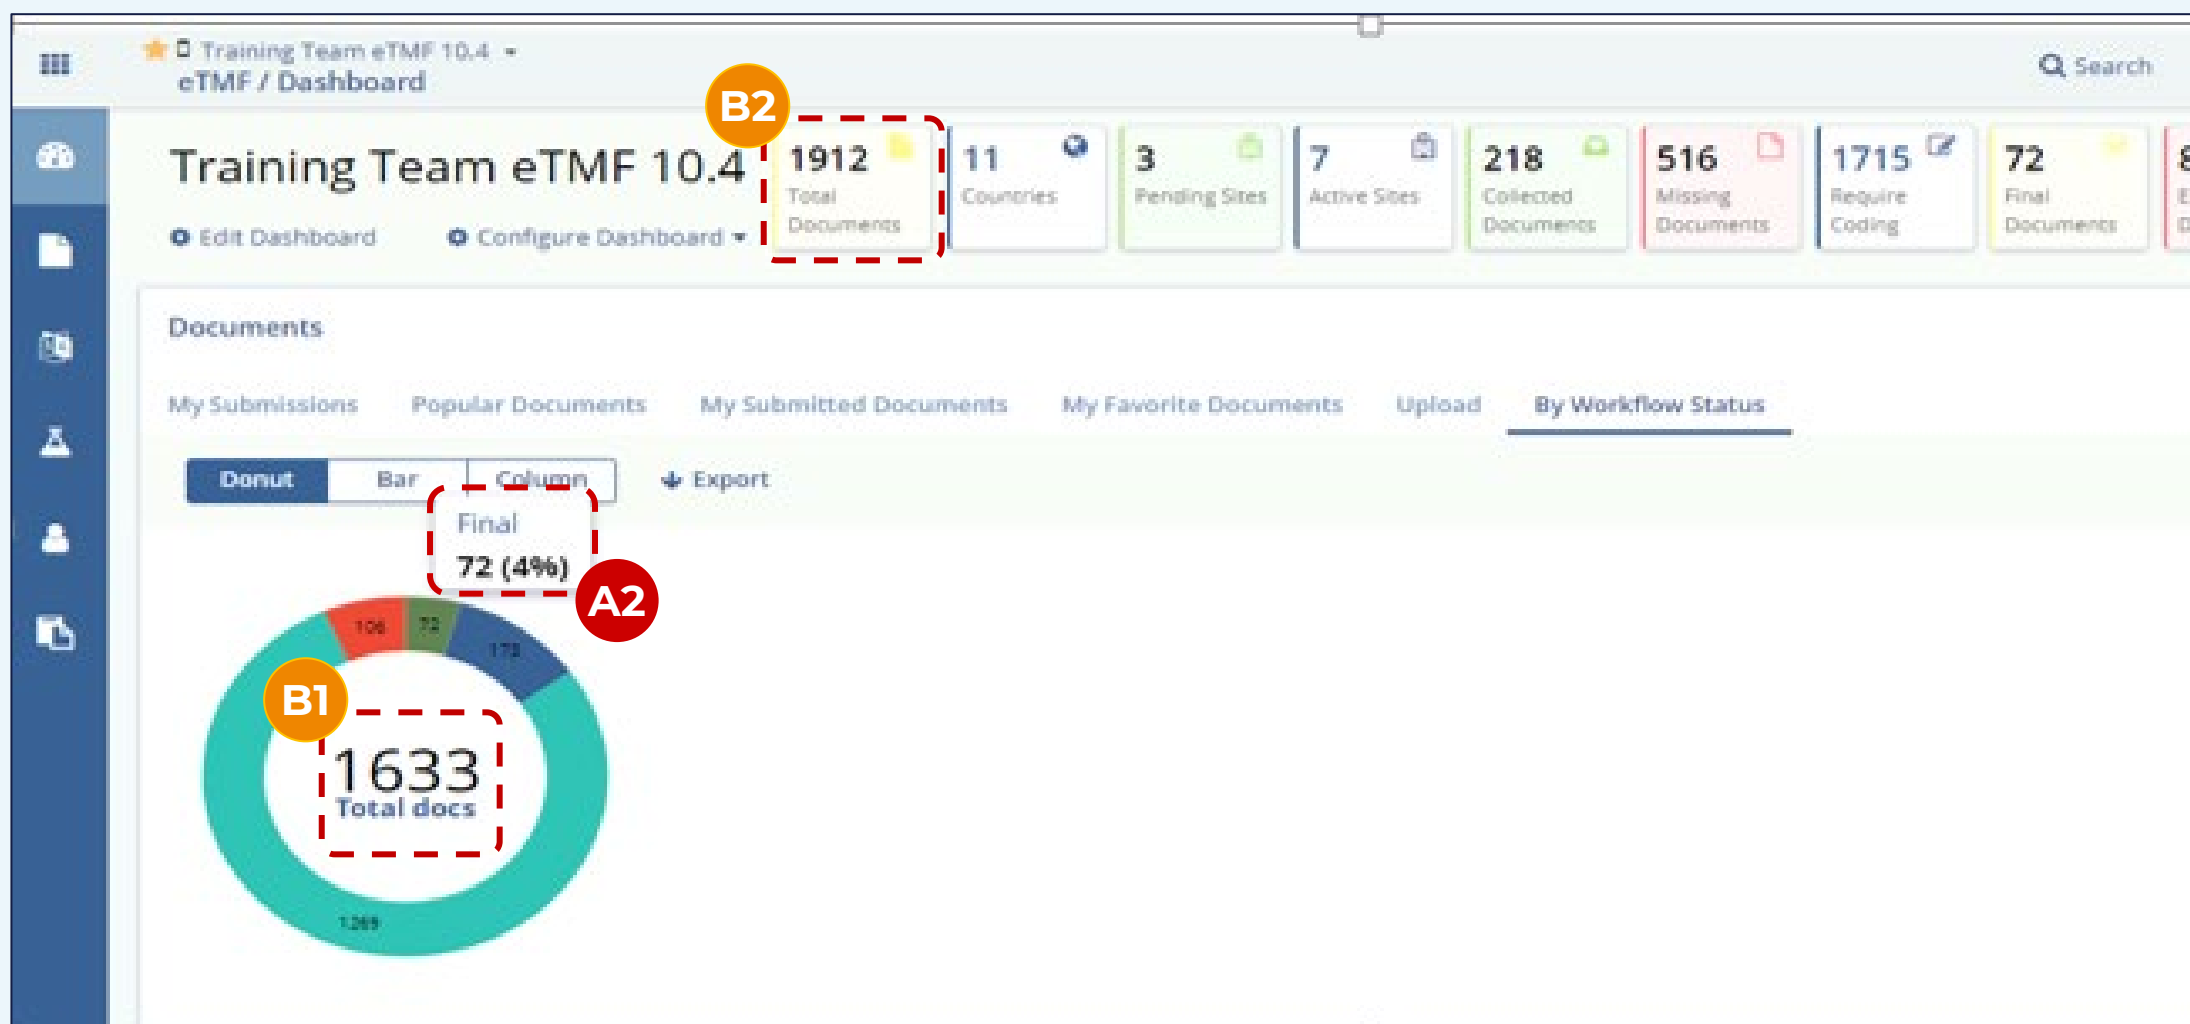 Training Team eTMF 10.4
eTMF / Dashboard
Search
B2
Training Team eTMF 10.4
Edit Dashboard
Configure Dashboard
1912
Total
Documents
11
Countries
3
Pending Sites
7
Active Sites
218
Collected
Documents
516
Missing
Documents
1715
Require
Coding
72
Final
Documents
Documents
My Submissions
Popular Documents
My Submitted Documents
My Favorite Documents
Upload
By Workflow Status
Donut
Bar
Column
Export
Final
72 (4%)
A2
106
72
B1
1633
Total docs
1269